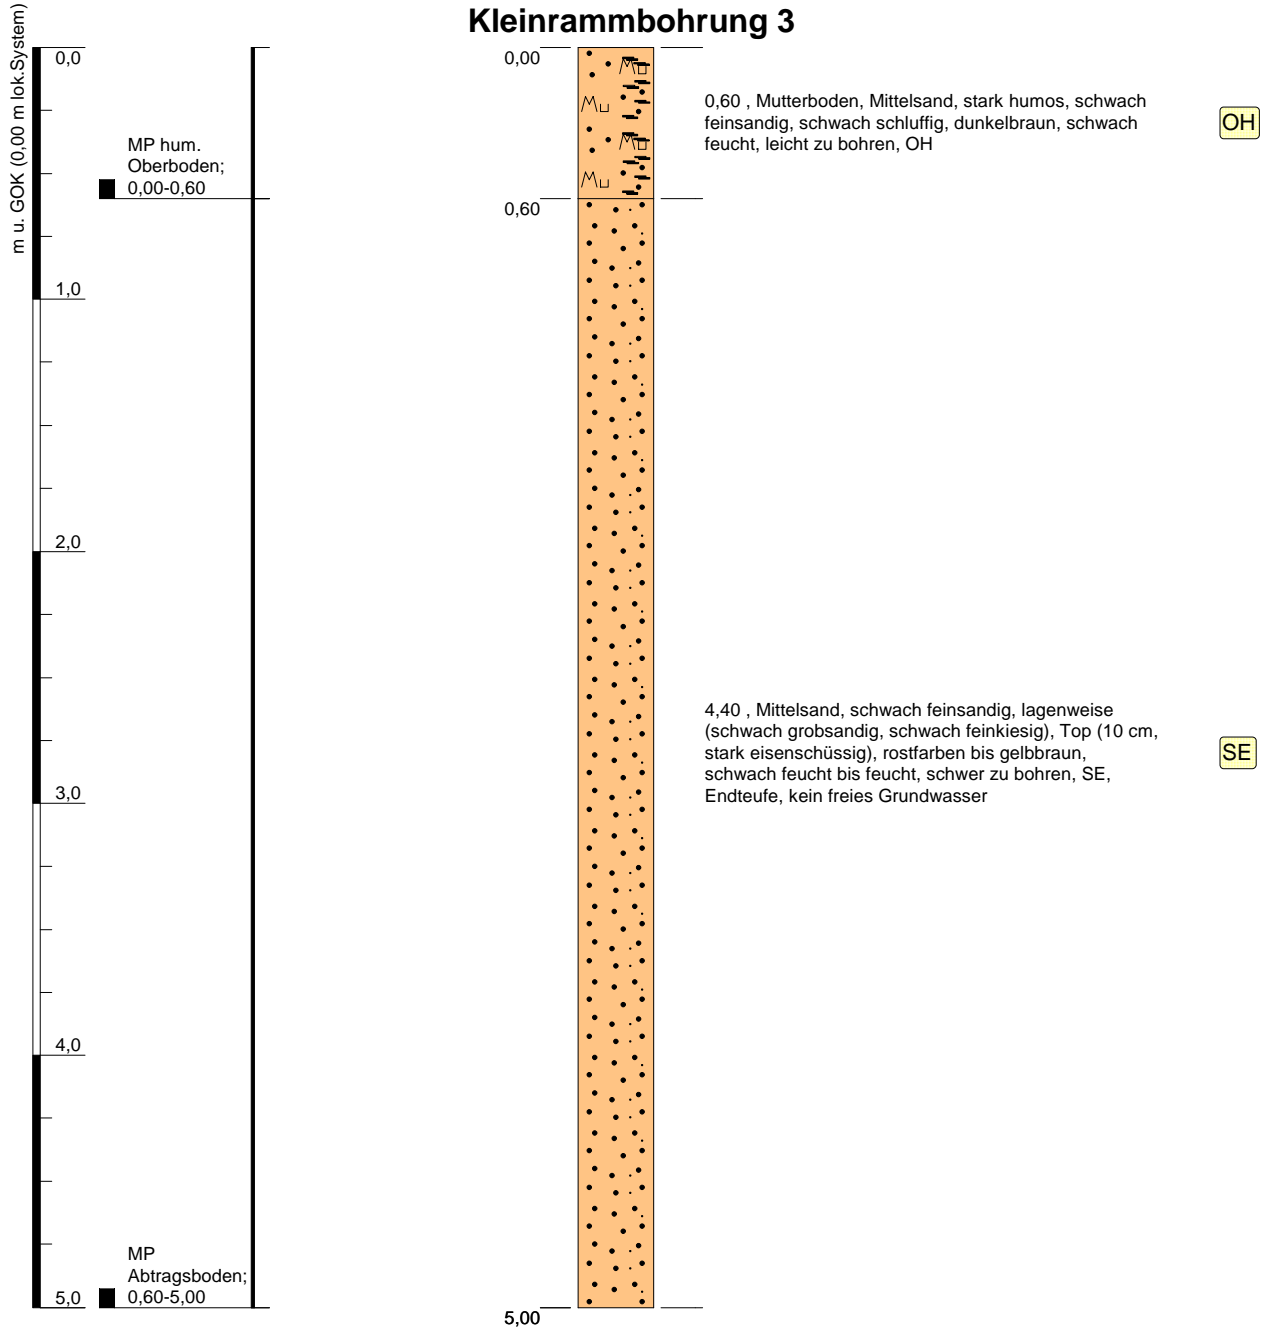 Kleinrammbohrung 3
m u. GOK (0,00 m lok.System)
0,0
0,00
MP hum.
Oberboden;
0,00-0,60
0,60 , Mutterboden, Mittelsand, stark humos, schwach
feinsandig, schwach schluffig, dunkelbraun, schwach
feucht, leicht zu bohren, OH
OH
Mu
Mu
Mu
Mu
0,60
1,0
2,0
4,40 , Mittelsand, schwach feinsandig, lagenweise
(schwach grobsandig, schwach feinkiesig), Top (10 cm,
stark eisenschüssig), rostfarben bis gelbbraun,
schwach feucht bis feucht, schwer zu bohren, SE,
Endteufe, kein freies Grundwasser
SE
3,0
4,0
MP
Abtragsboden;
0,60-5,00
5,0
5,00